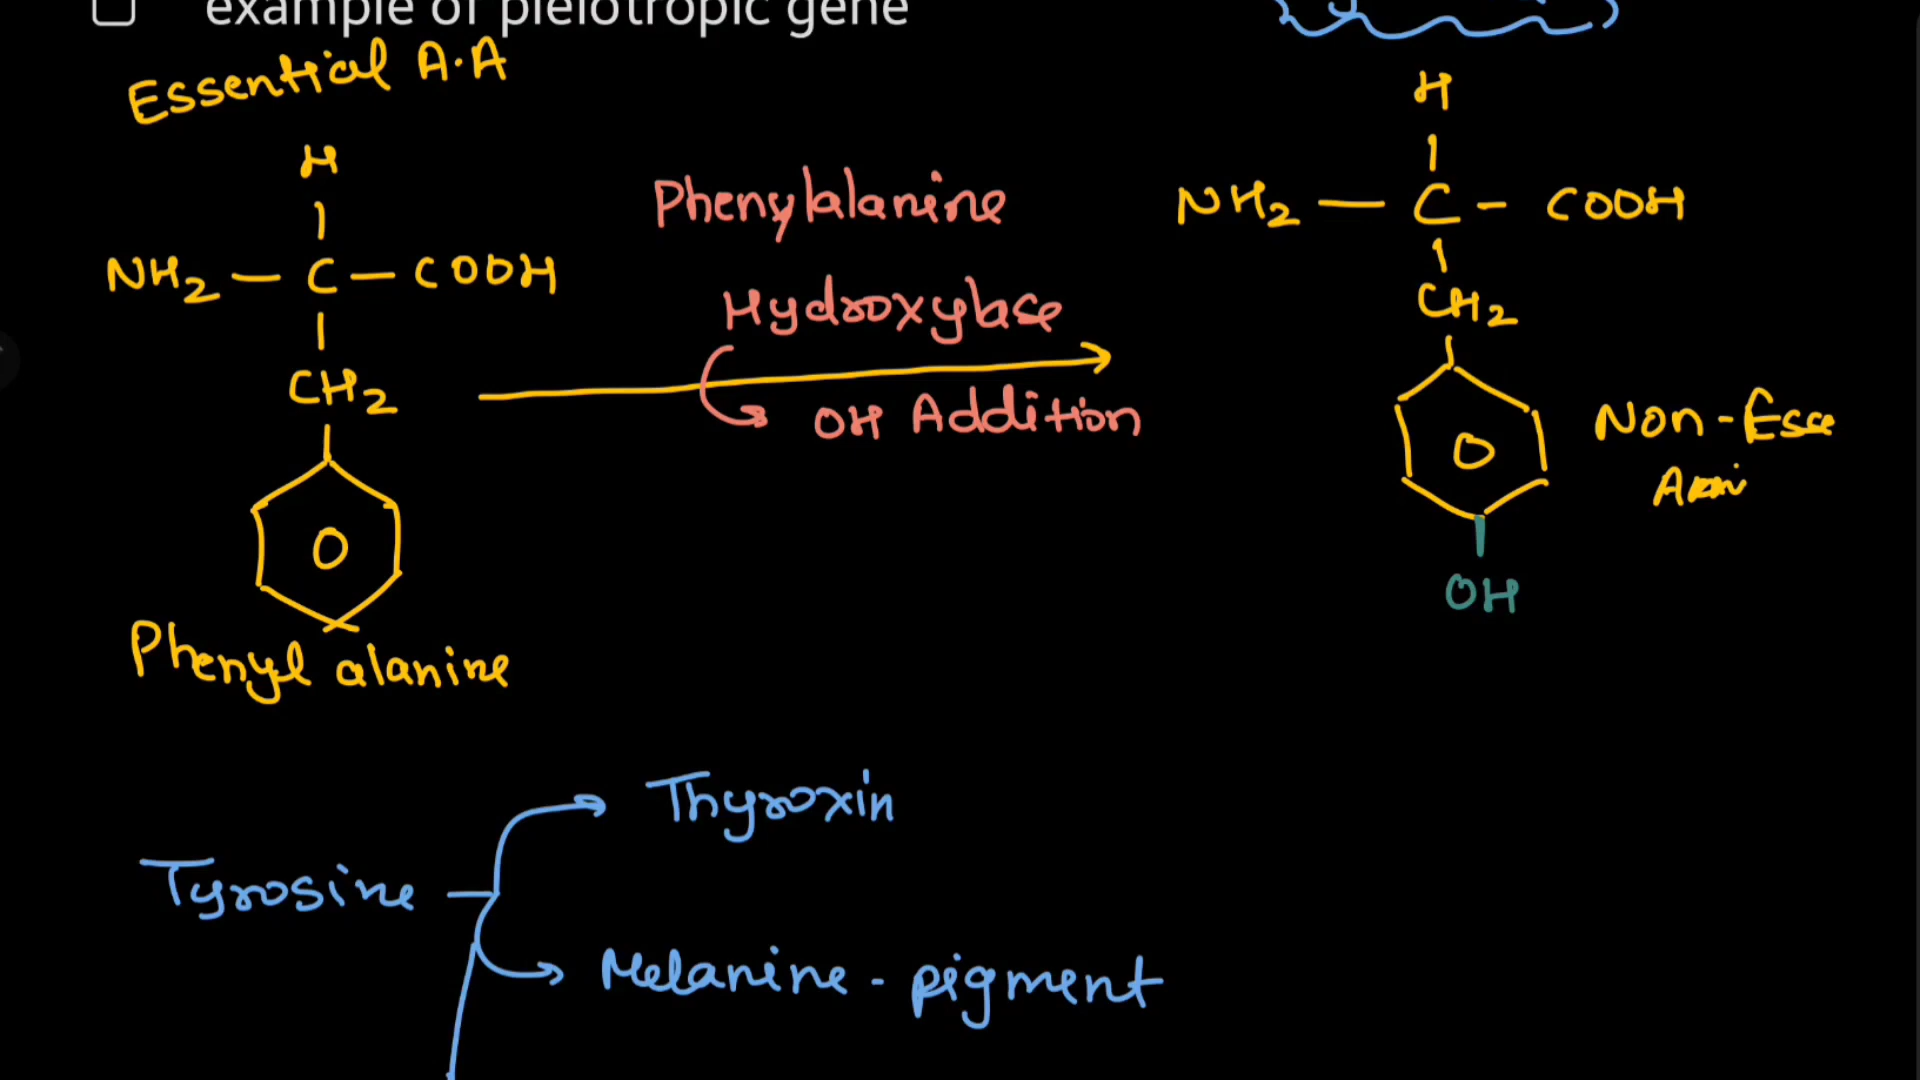 example of pleiotropic gene
Essential A.A
H
NH2 - C - COOH
CH2
Phenyl alanine
Phenylalanine
Hydroxylase
OH Addition
H
NH2 - C - COOH
CH2
OH
Non-Esse
Tyrosine
Thyroxin
Melanine - pigment